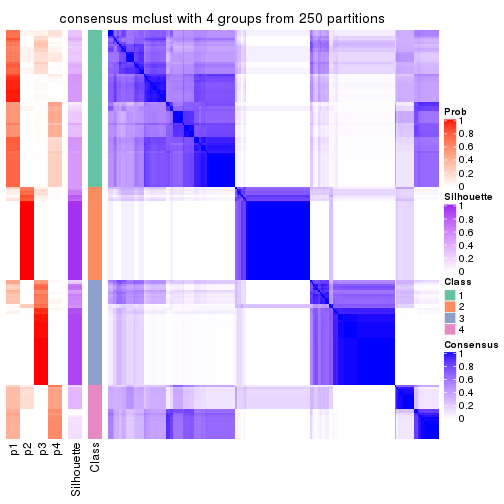 consensus mclust with 4 groups from 250 partitions
Prob
1
0.8
0.6
0.4
0.2
0
Silhouette
1
0.8
0.6
0.4
0.2
0
Class
1
2
3
4
Consensus
1
0.8
0.6
0.4
0.2
0
p1
p2
p3
p4
Silhouette
Class